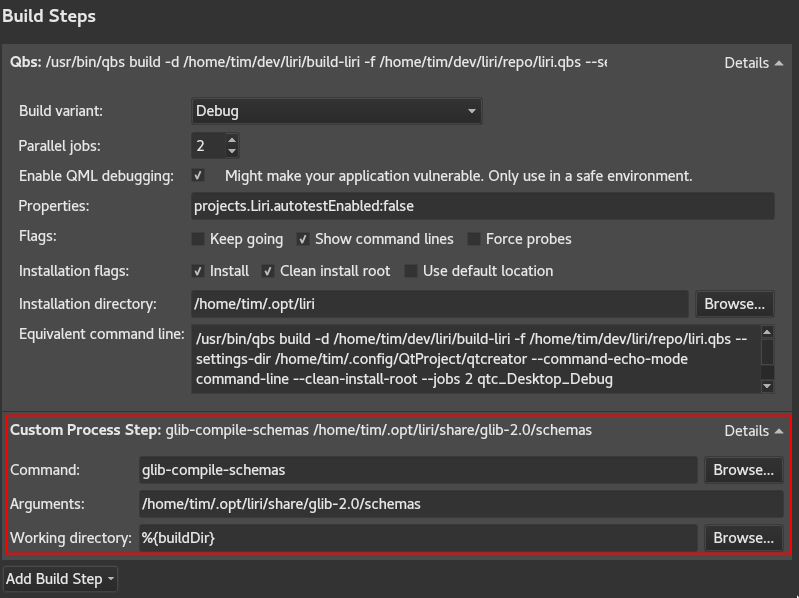 Build Steps
Qbs: /usr/bin/qbs build -d /home/tim/dev/liri/build-liri -f /home/tim/dev/liri/repo/liri.qbs --se
Details
Build variant: Debug
Parallel jobs: 2
Enable QML debugging: Might make your application vulnerable. Only use in a safe environment.
Properties: projects.Liri.autotestEnabled:false
Flags: Keep going Show command lines Force probes
Installation flags: Install Clean install root Use default location
Installation directory: /home/tim/.opt/liri Browse...
Equivalent command line: /usr/bin/qbs build -d /home/tim/dev/liri/build-liri -f /home/tim/dev/liri/repo/liri.qbs --
settings-dir /home/tim/.config/QtProject/qtcreator --command-echo-mode
command-line --clean-install-root --jobs 2 qtc_Desktop_Debug
Custom Process Step: glib-compile-schemas /home/tim/.opt/liri/share/glib-2.0/schemas Details
Command: glib-compile-schemas Browse...
Arguments: /home/tim/.opt/liri/share/glib-2.0/schemas
Working directory: %{buildDir} Browse...
Add Build Step